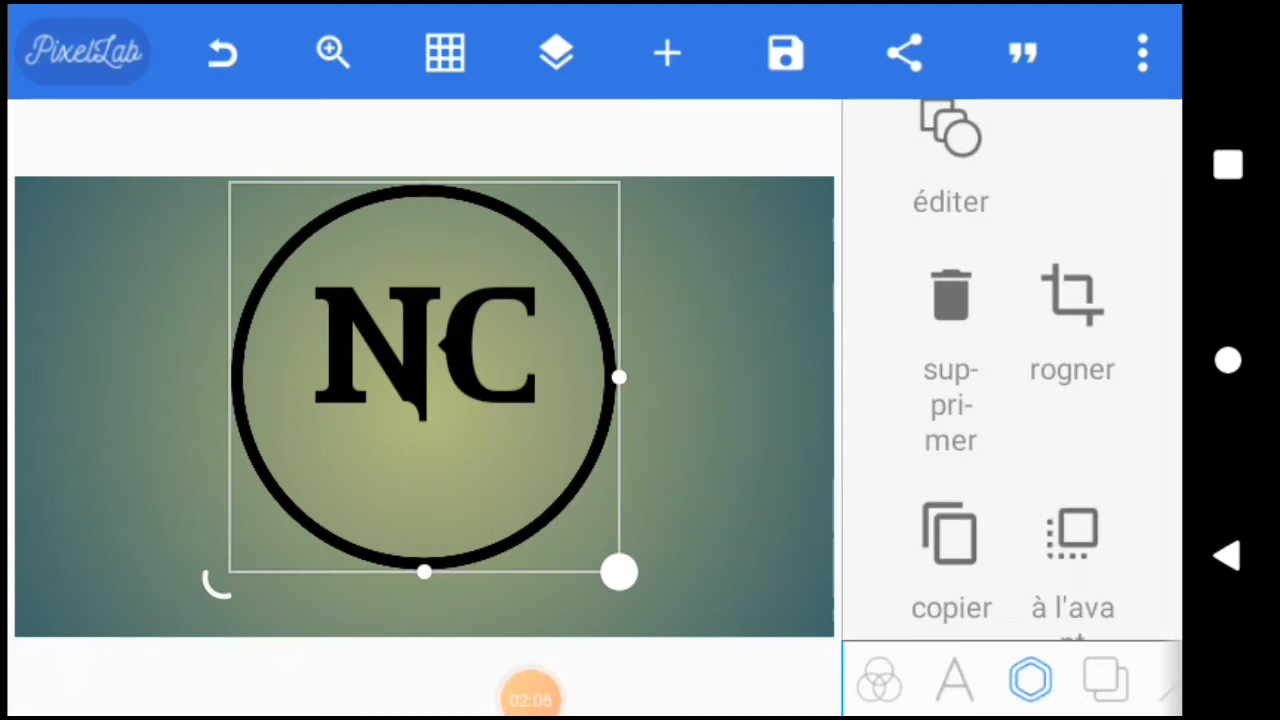 PixelLab
éditer
NC
sup-
pri-
mer
rogner
copier
à l'ava
02:06